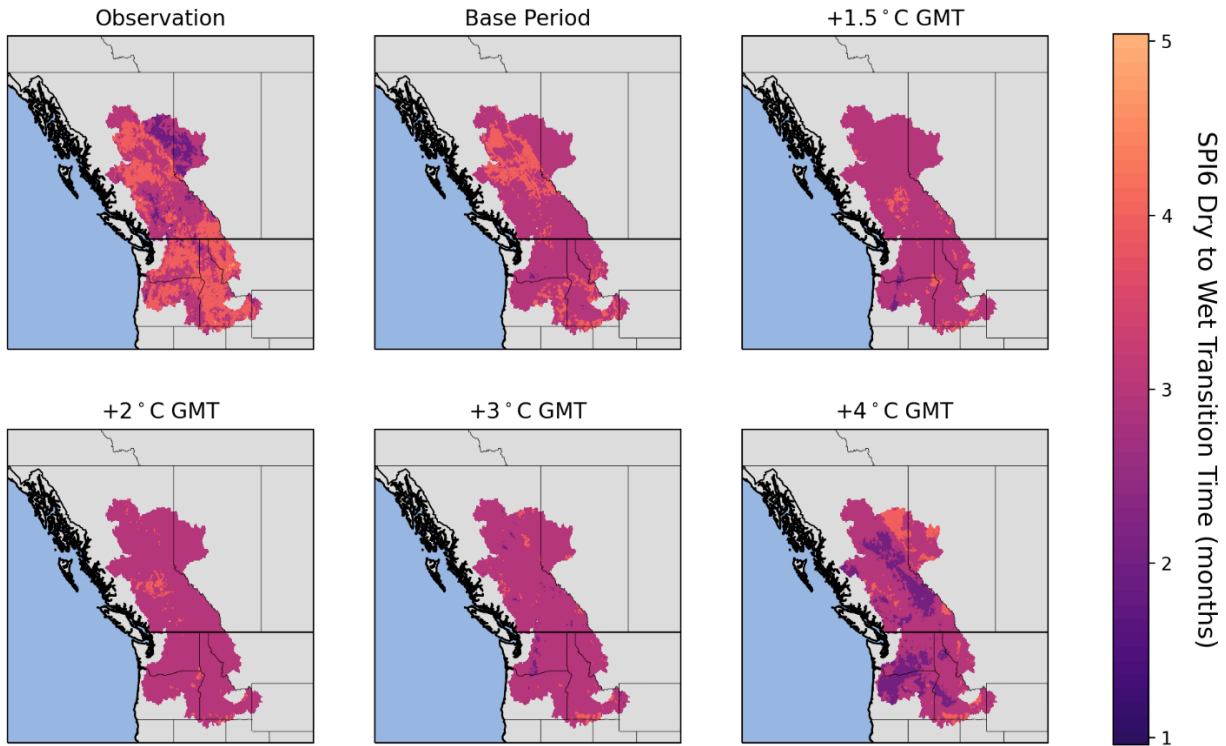 Observation
Base Period
+1.5°C GMT
+2°C GMT
+3°C GMT
+4°C GMT
5
4
3
2
1
SPI6 Dry to Wet Transition Time (months)